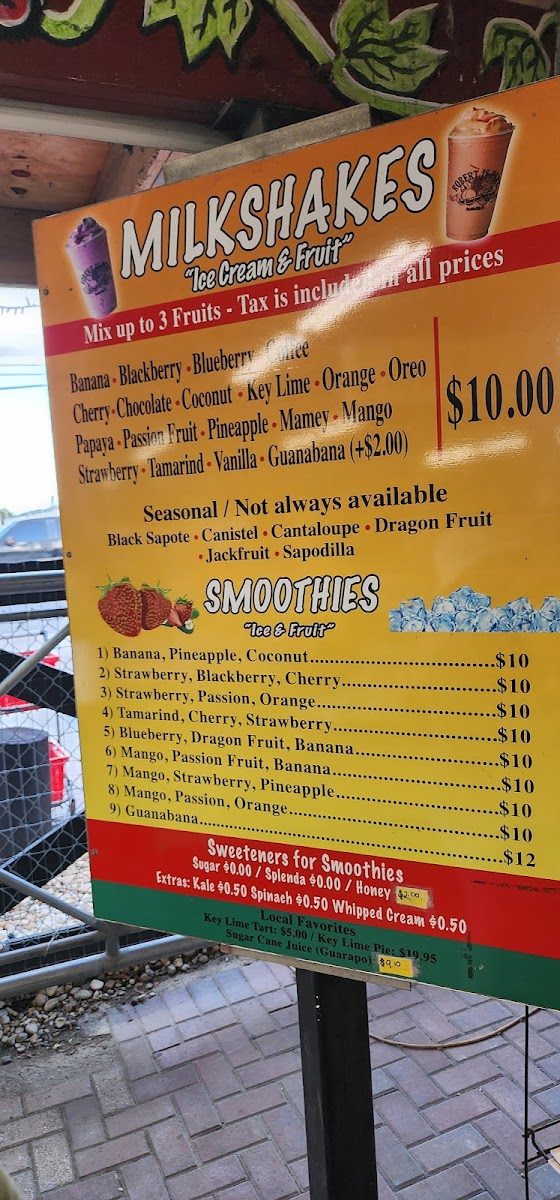 MILKSHAKES
"Ice Cream & Fruit"
Mix up to 3 Fruits - Tax is included in all prices
Banana • Blackberry • Blueberry Coffee
Cherry • Chocolate • Coconut • Key Lime • Orange • Oreo
Papaya • Passion Fruit • Pineapple • Mamey • Mango
Strawberry • Tamarind • Vanilla • Guanabana (+$2.00)
$10.00
Seasonal / Not always available
Black Sapote • Canistel • Cantaloupe • Dragon Fruit
• Jackfruit • Sapodilla
SMOOTHIES
"Ice & Fruit"
1) Banana, Pineapple, Coconut..............................$10
2) Strawberry, Blackberry, Cherry..............................$10
3) Strawberry, Passion, Orange..............................$10
4) Tamarind, Cherry, Strawberry..............................$10
5) Blueberry, Dragon Fruit, Banana..............................$10
6) Mango, Passion Fruit, Banana..............................$10
7) Mango, Strawberry, Pineapple..............................$10
8) Mango, Passion, Orange..............................$10
9) Guanabana..............................$12
Sweeteners for Smoothies
Sugar $0.00 / Splenda $0.00 / Honey
Extras: Kale $0.50 Spinach $0.50 Whipped Cream $0.50
Local Favorites
Key Lime Tart: $5.00 / Key Lime Pie: $19.95
Sugar Cane Juice (Guarapo)